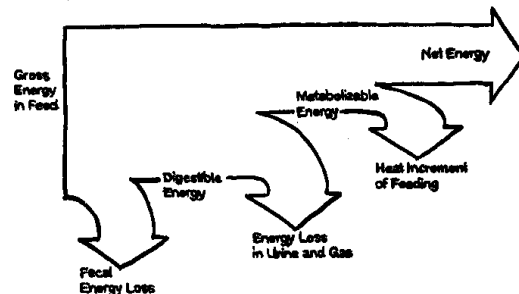 Net Energy
Gross
Energy
in Feed
Metabolizable
Energy
Heat Increment
of Feeding
Digestible
Energy
Energy Loss
in Urine and Gas
Fecal
Energy Loss